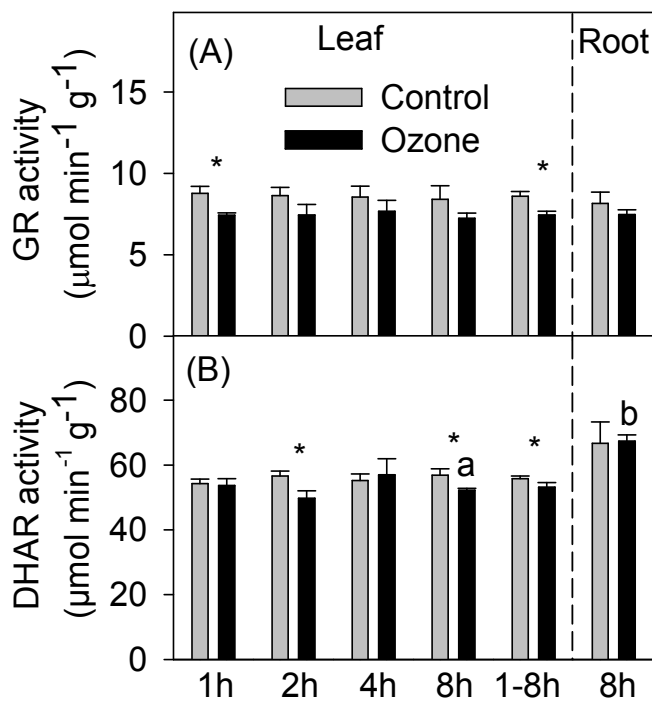 Leaf Root
(A)
Control
Ozone
GR activity
(µmol min⁻¹ g⁻¹)
15
10
5
0
*
*
(B)
DHAR activity
(µmol min⁻¹ g⁻¹)
80
60
40
20
0
*
* a
*
b
1h 2h 4h 8h 1-8h 8h